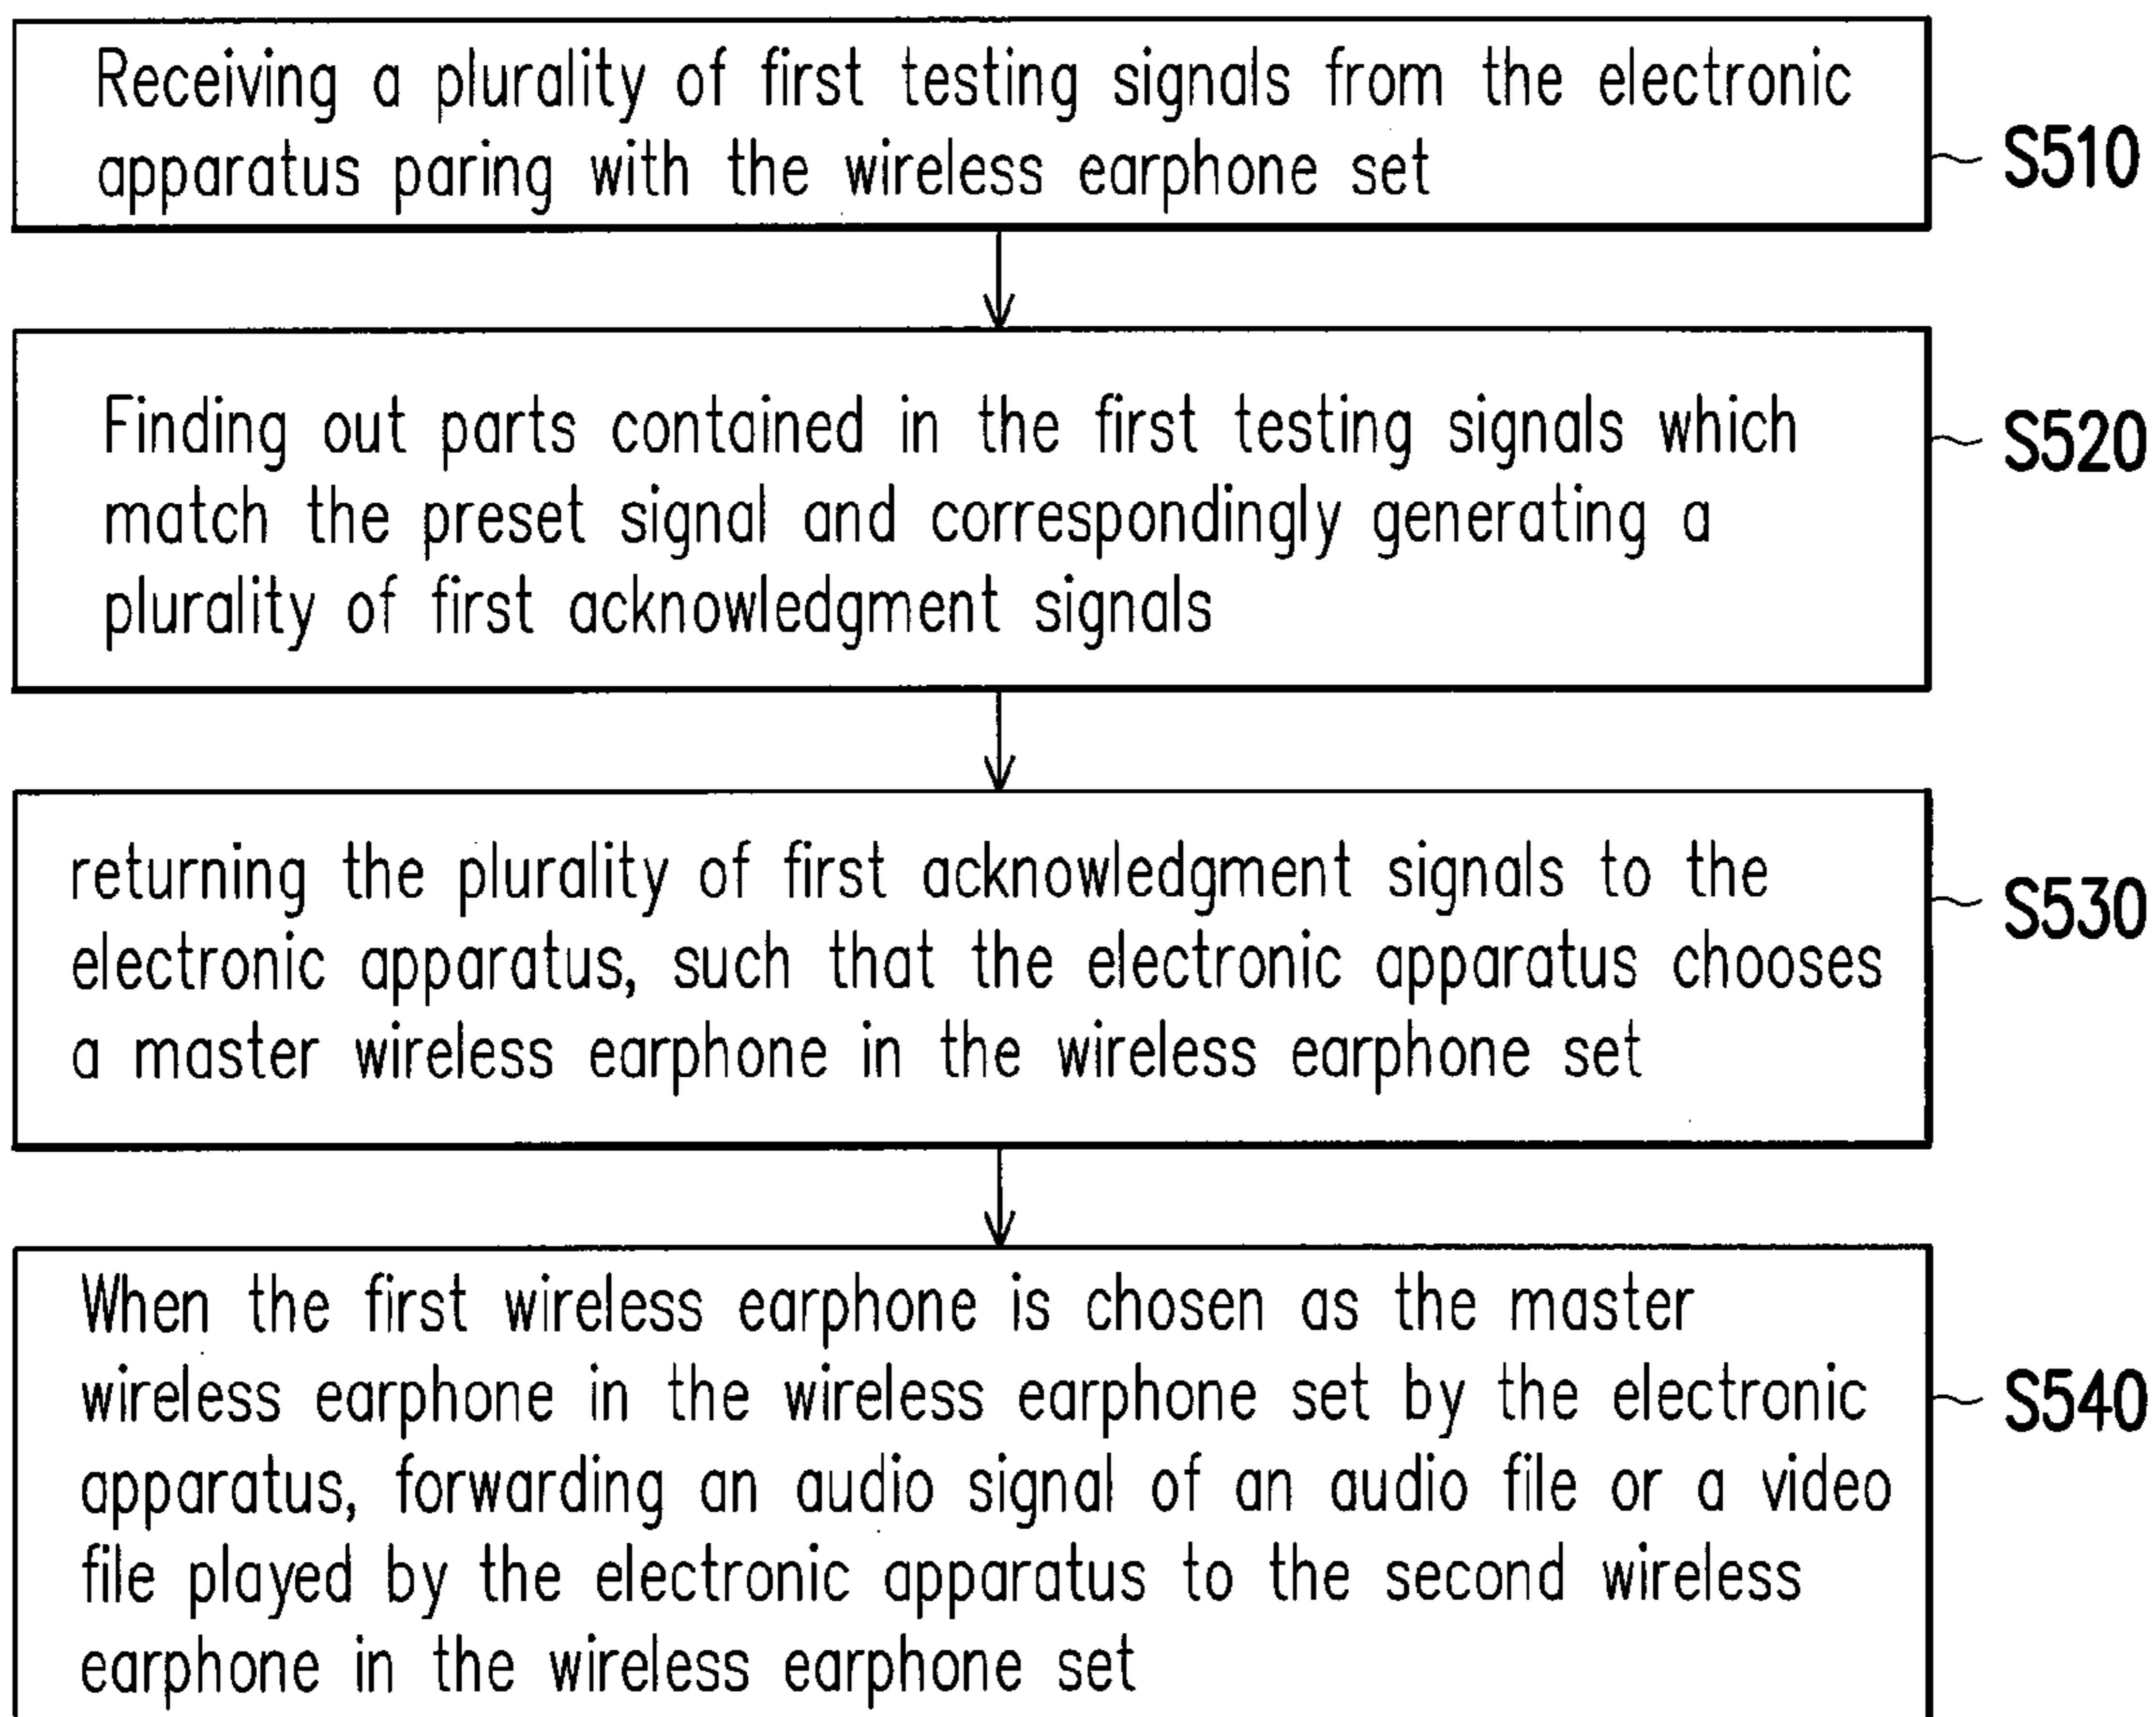 Receiving a plurality of first testing signals from the electronic
apparatus paring with the wireless earphone set
S510
Finding out parts contained in the first testing signals which
match the preset signal and correspondingly generating a
plurality of first acknowledgment signals
S520
returning the plurality of first acknowledgment signals to the
electronic apparatus, such that the electronic apparatus chooses
a master wireless earphone in the wireless earphone set
S530
When the first wireless earphone is chosen as the master
wireless earphone in the wireless earphone set by the electronic
apparatus, forwarding an audio signal of an audio file or a video
file played by the electronic apparatus to the second wireless
earphone in the wireless earphone set
S540